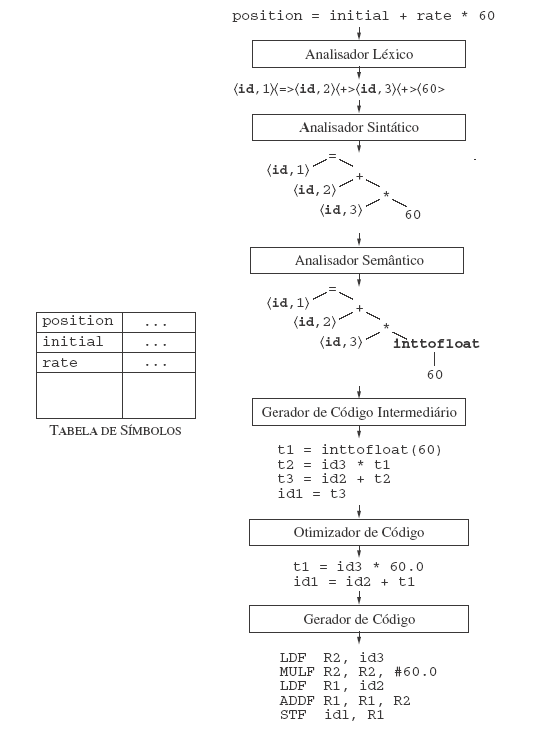 position = initial + rate * 60
Analisador Léxico
⟨id,1⟩⟨=>⟨id,2⟩⟨+>⟨id,3⟩⟨+>⟨60>
Analisador Sintático
=
⟨id,1⟩
+
⟨id,2⟩
*
⟨id,3⟩
60
Analisador Semântico
=
⟨id,1⟩
+
⟨id,2⟩
*
⟨id,3⟩ inttofloat
60
position ...
initial ...
rate ...
TABELA DE SÍMBOLOS
Gerador de Código Intermediário
t1 = inttofloat(60)
t2 = id3 * t1
t3 = id2 + t2
id1 = t3
Otimizador de Código
t1 = id3 * 60.0
id1 = id2 + t1
Gerador de Código
LDF R2, id3
MULF R2, R2, #60.0
LDF R1, id2
ADDF R1, R1, R2
STF id1, R1